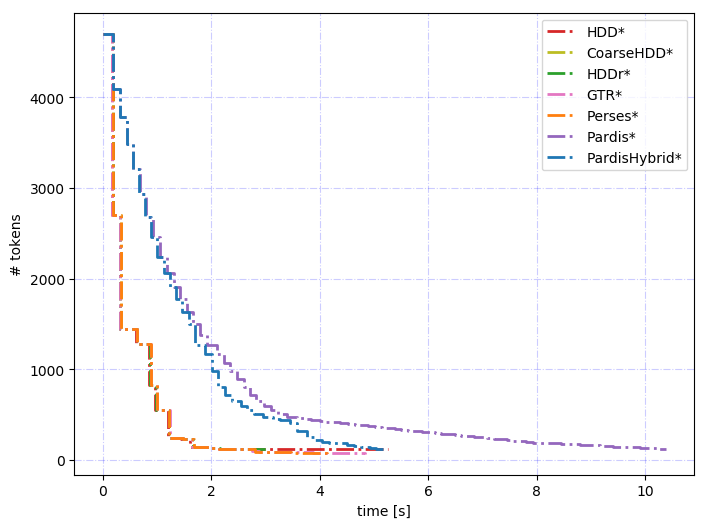 HDD*
CoarseHDD*
HDDr*
GTR*
Perses*
Pardis*
PardisHybrid*
# tokens
4000
3000
2000
1000
0
0 2 4 6 8 10
time [s]